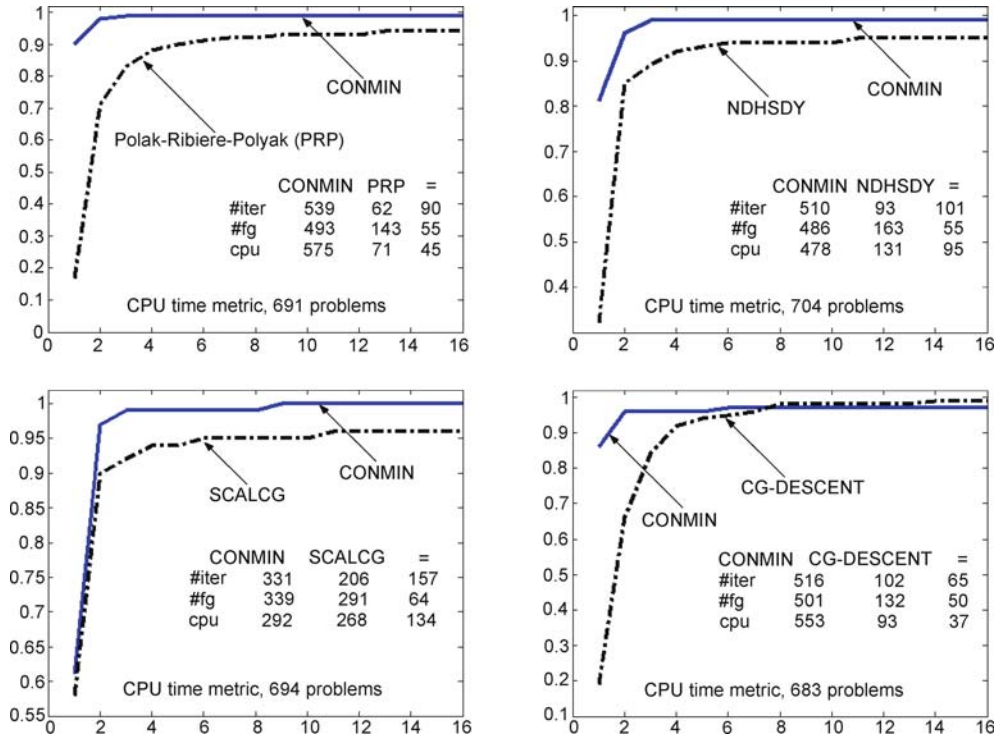 1
0.9
0.8
0.7
0.6
0.5
0.4
0.3
0.2
0.1
0
0 2 4 6 8 10 12 14 16
CONMIN
Polak-Ribiere-Polyak (PRP)
CONMIN PRP =
#iter 539 62 90
#fg 493 143 55
cpu 575 71 45
CPU time metric, 691 problems
1
0.9
0.8
0.7
0.6
0.5
0.4
0 2 4 6 8 10 12 14 16
CONMIN
NDHSDY
CONMIN NDHSDY =
#iter 510 93 101
#fg 486 163 55
cpu 478 131 95
CPU time metric, 704 problems
1
0.95
0.9
0.85
0.8
0.75
0.7
0.65
0.6
0.55
0 2 4 6 8 10 12 14 16
CONMIN
SCALCG
CONMIN SCALCG =
#iter 331 206 157
#fg 339 291 64
cpu 292 268 134
CPU time metric, 694 problems
1
0.9
0.8
0.7
0.6
0.5
0.4
0.3
0.2
0.1
0 2 4 6 8 10 12 14 16
CG-DESCENT
CONMIN
CONMIN CG-DESCENT =
#iter 516 102 65
#fg 501 132 50
cpu 553 93 37
CPU time metric, 683 problems